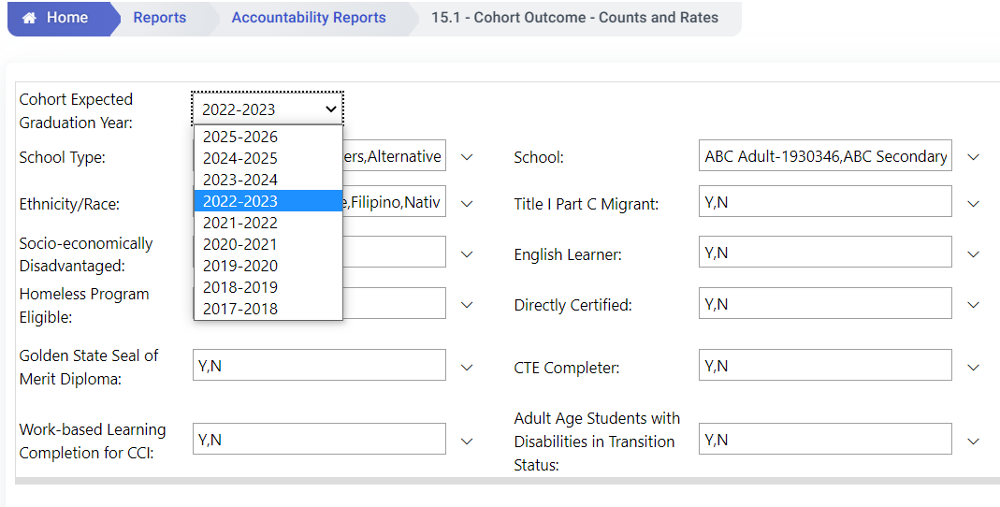 Home Reports Accountability Reports 15.1 - Cohort Outcome - Counts and Rates
Cohort Expected
Graduation Year:
2022-2023
2025-2026
2024-2025
2023-2024
2022-2023
2021-2022
2020-2021
2019-2020
2018-2019
2017-2018
School Type:
ers,Alternative
School:
ABC Adult-1930346,ABC Secondary
Ethnicity/Race:
e,Filipino,Nativ
Title I Part C Migrant:
Y,N
Socio-economically
Disadvantaged:
English Learner:
Y,N
Homeless Program
Eligible:
Directly Certified:
Y,N
Golden State Seal of
Merit Diploma:
Y,N
CTE Completer:
Y,N
Work-based Learning
Completion for CCI:
Y,N
Adult Age Students with
Disabilities in Transition
Status:
Y,N